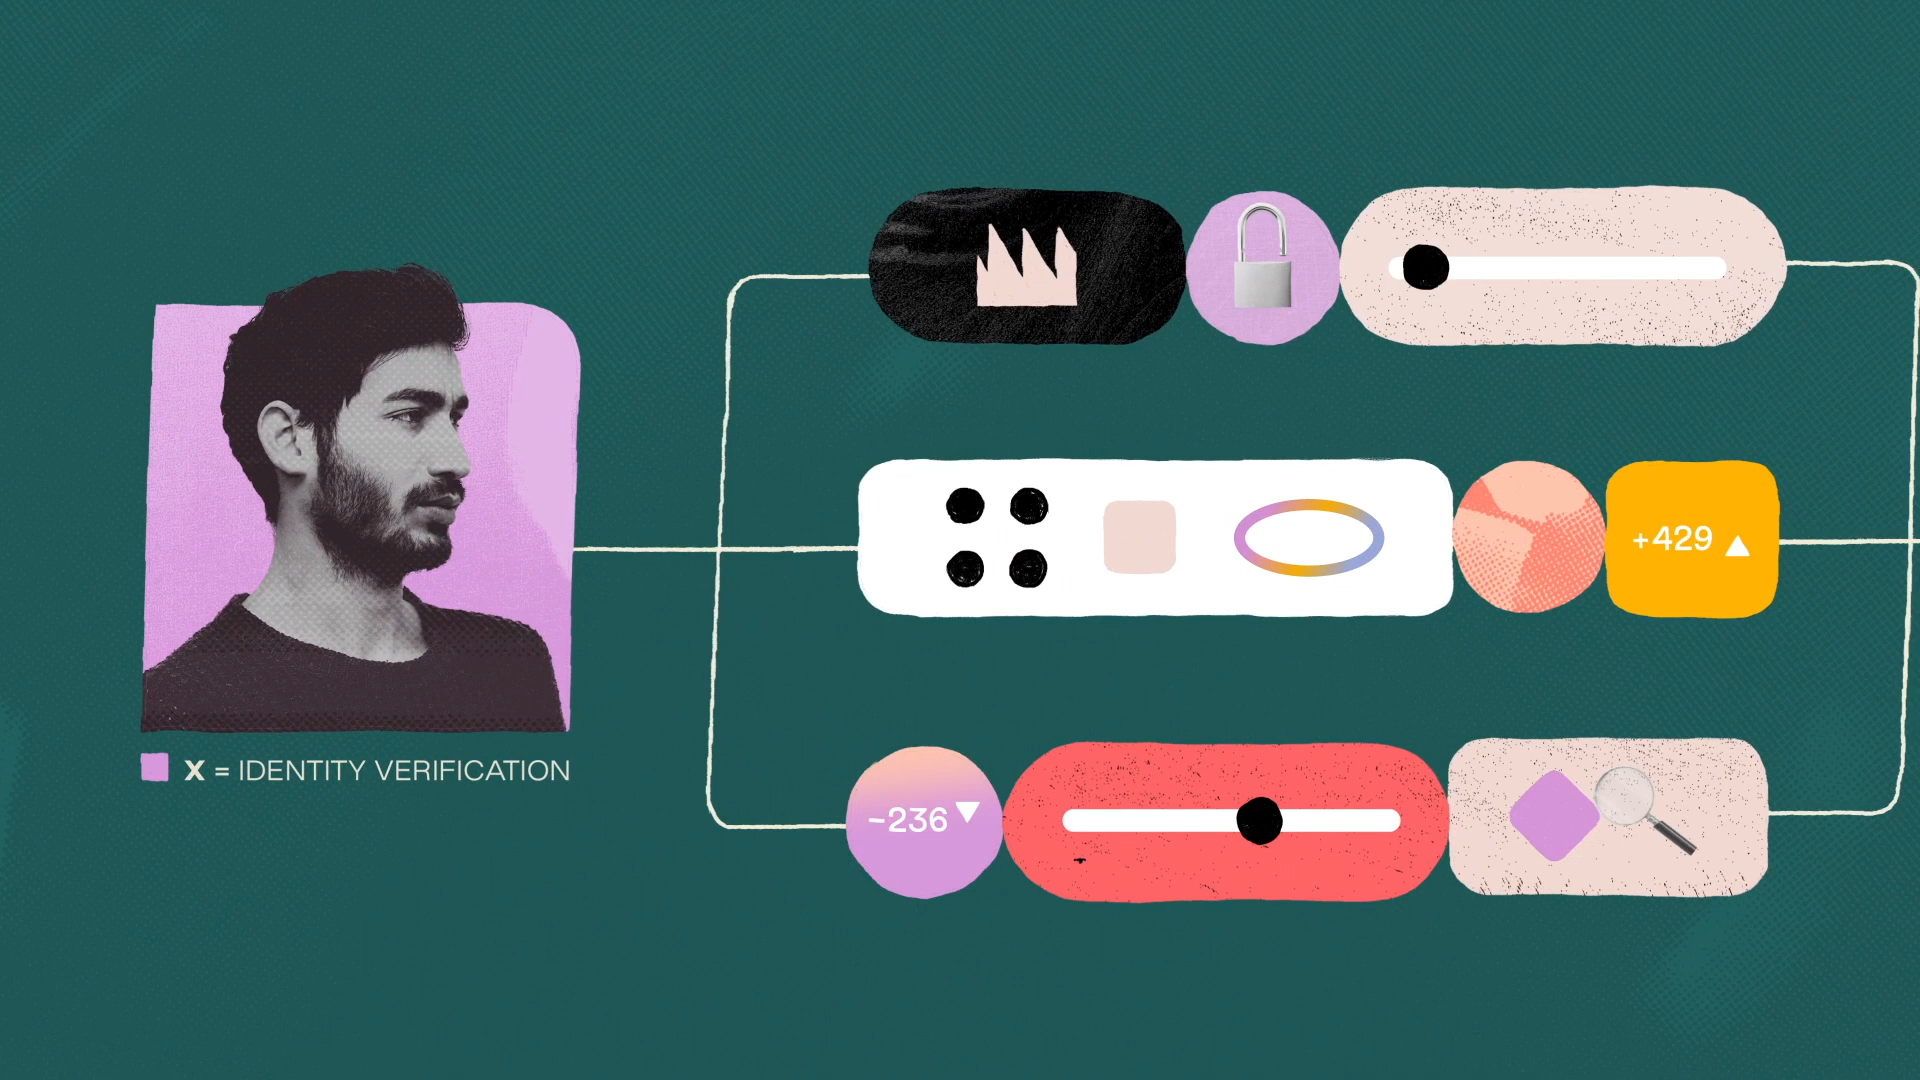 X = IDENTITY VERIFICATION
+429
-236